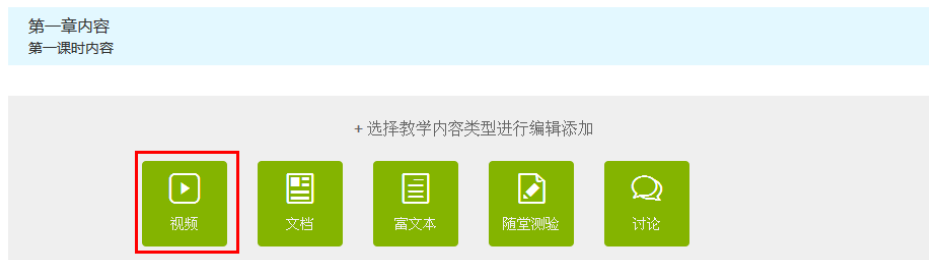 第一章内容
第一课时内容
+ 选择教学内容类型进行编辑添加
视频 文档 富文本 随堂测验 讨论